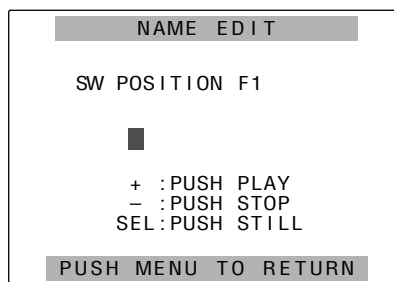 NAME EDIT
SW POSITION F1
+ :PUSH PLAY
– :PUSH STOP
SEL:PUSH STILL
PUSH MENU TO RETURN